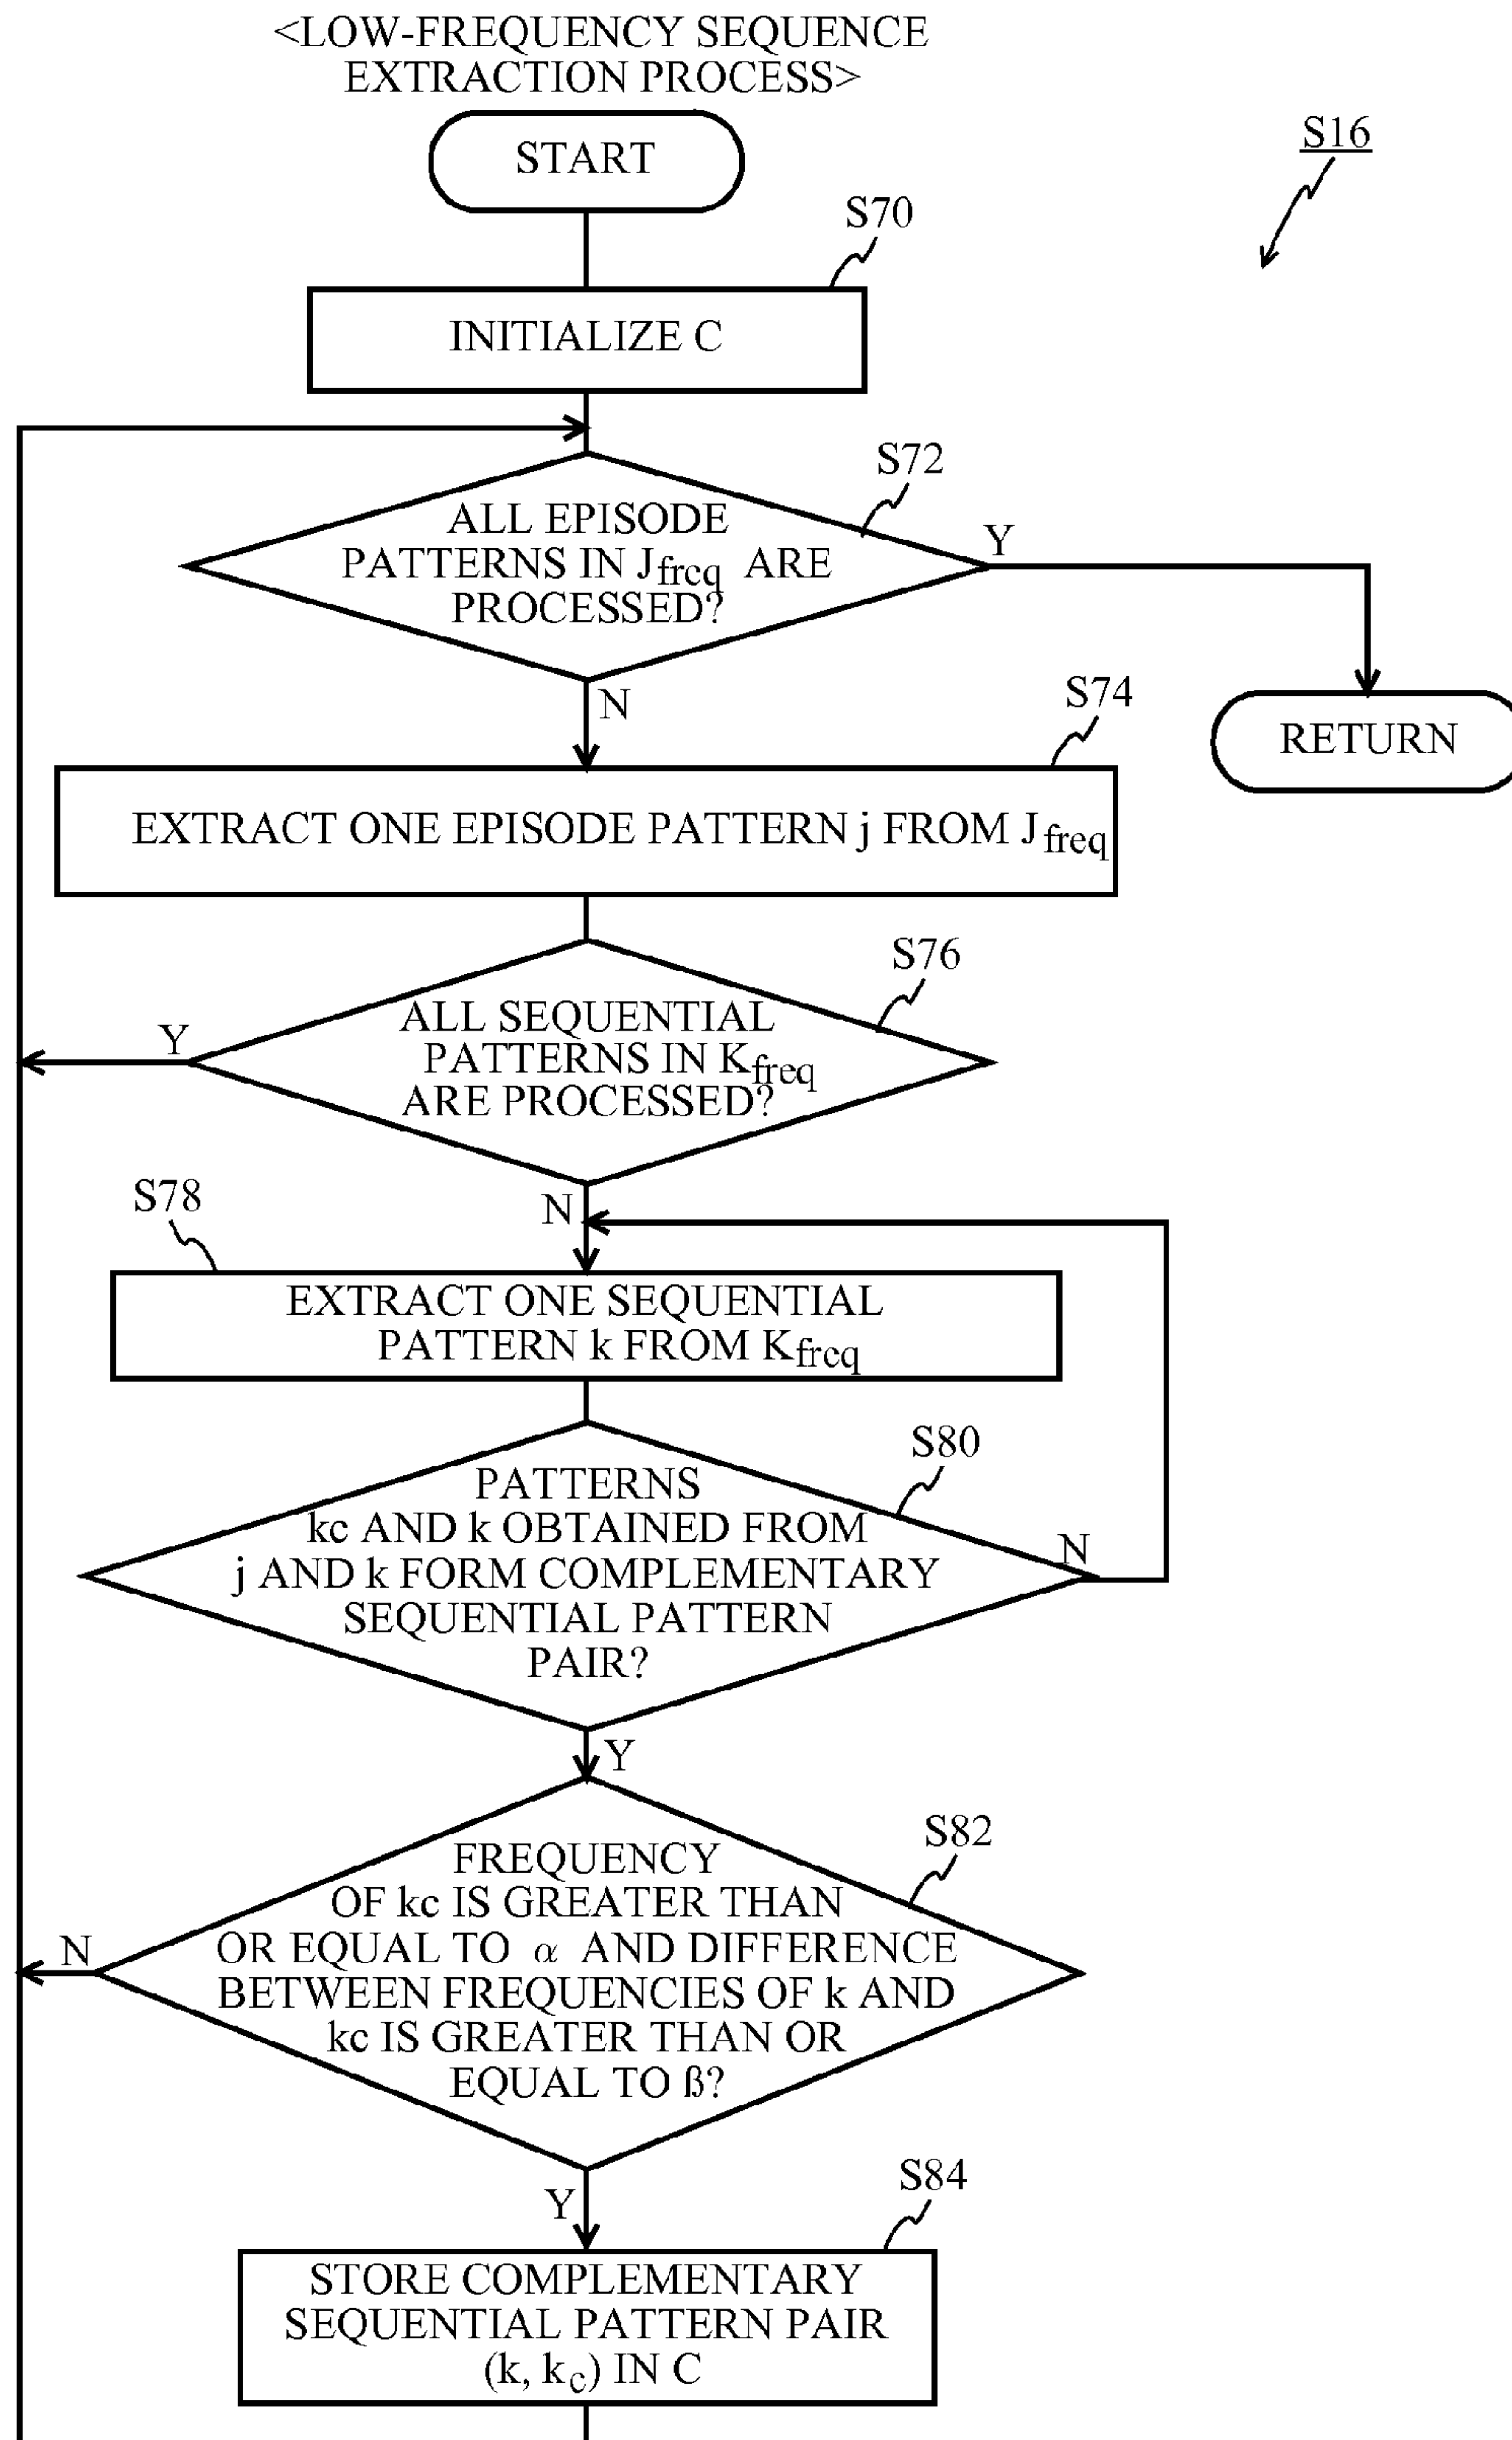 <LOW-FREQUENCY SEQUENCE
EXTRACTION PROCESS>
START
S16
S70
INITIALIZE C
S72
ALL EPISODE
PATTERNS IN Jfreq ARE
PROCESSED?
Y
N
S74
RETURN
EXTRACT ONE EPISODE PATTERN j FROM Jfreq
S76
ALL SEQUENTIAL
PATTERNS IN Kfreq
ARE PROCESSED?
Y
N
S78
EXTRACT ONE SEQUENTIAL
PATTERN k FROM Kfreq
S80
PATTERNS
kc AND k OBTAINED FROM
j AND k FORM COMPLEMENTARY
SEQUENTIAL PATTERN
PAIR?
N
Y
S82
FREQUENCY
OF kc IS GREATER THAN
OR EQUAL TO α AND DIFFERENCE
BETWEEN FREQUENCIES OF k AND
kc IS GREATER THAN OR
EQUAL TO ß?
N
Y
S84
STORE COMPLEMENTARY
SEQUENTIAL PATTERN PAIR
(k, kc) IN C